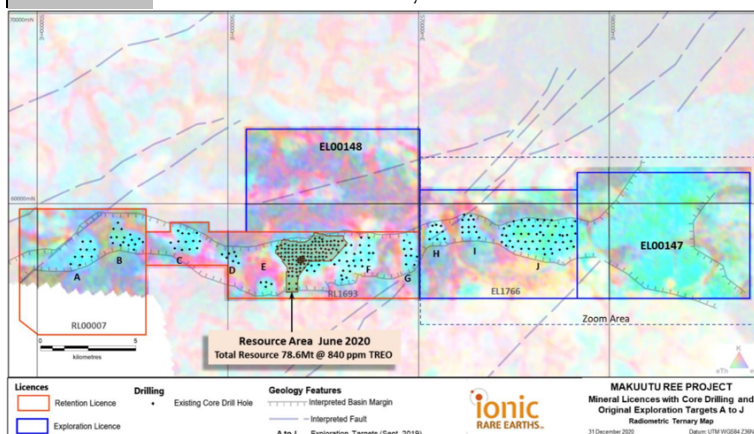 70000mN
EL00148
60000mN
EL00147
A
B
C
D
E
F
G
H
I
J
RL1693
EL1766
RL00007
Zoom Area
0
5
kilometres
Resource Area June 2020
Total Resource 78.6Mt @ 840 ppm TREO
K
eTh
Licences
Retention Licence
Exploration Licence
Drilling
Existing Core Drill Hole
Geology Features
Interpreted Basin Margin
Interpreted Fault
A to J Exploration Targets (Sept. 2019)
ionic
RARE EARTHS
MAKUUTU REE PROJECT
Mineral Licences with Core Drilling and
Original Exploration Targets A to J
Radiometric Ternary Map
31 December 2020
Datum: UTM WGS84 Z36N